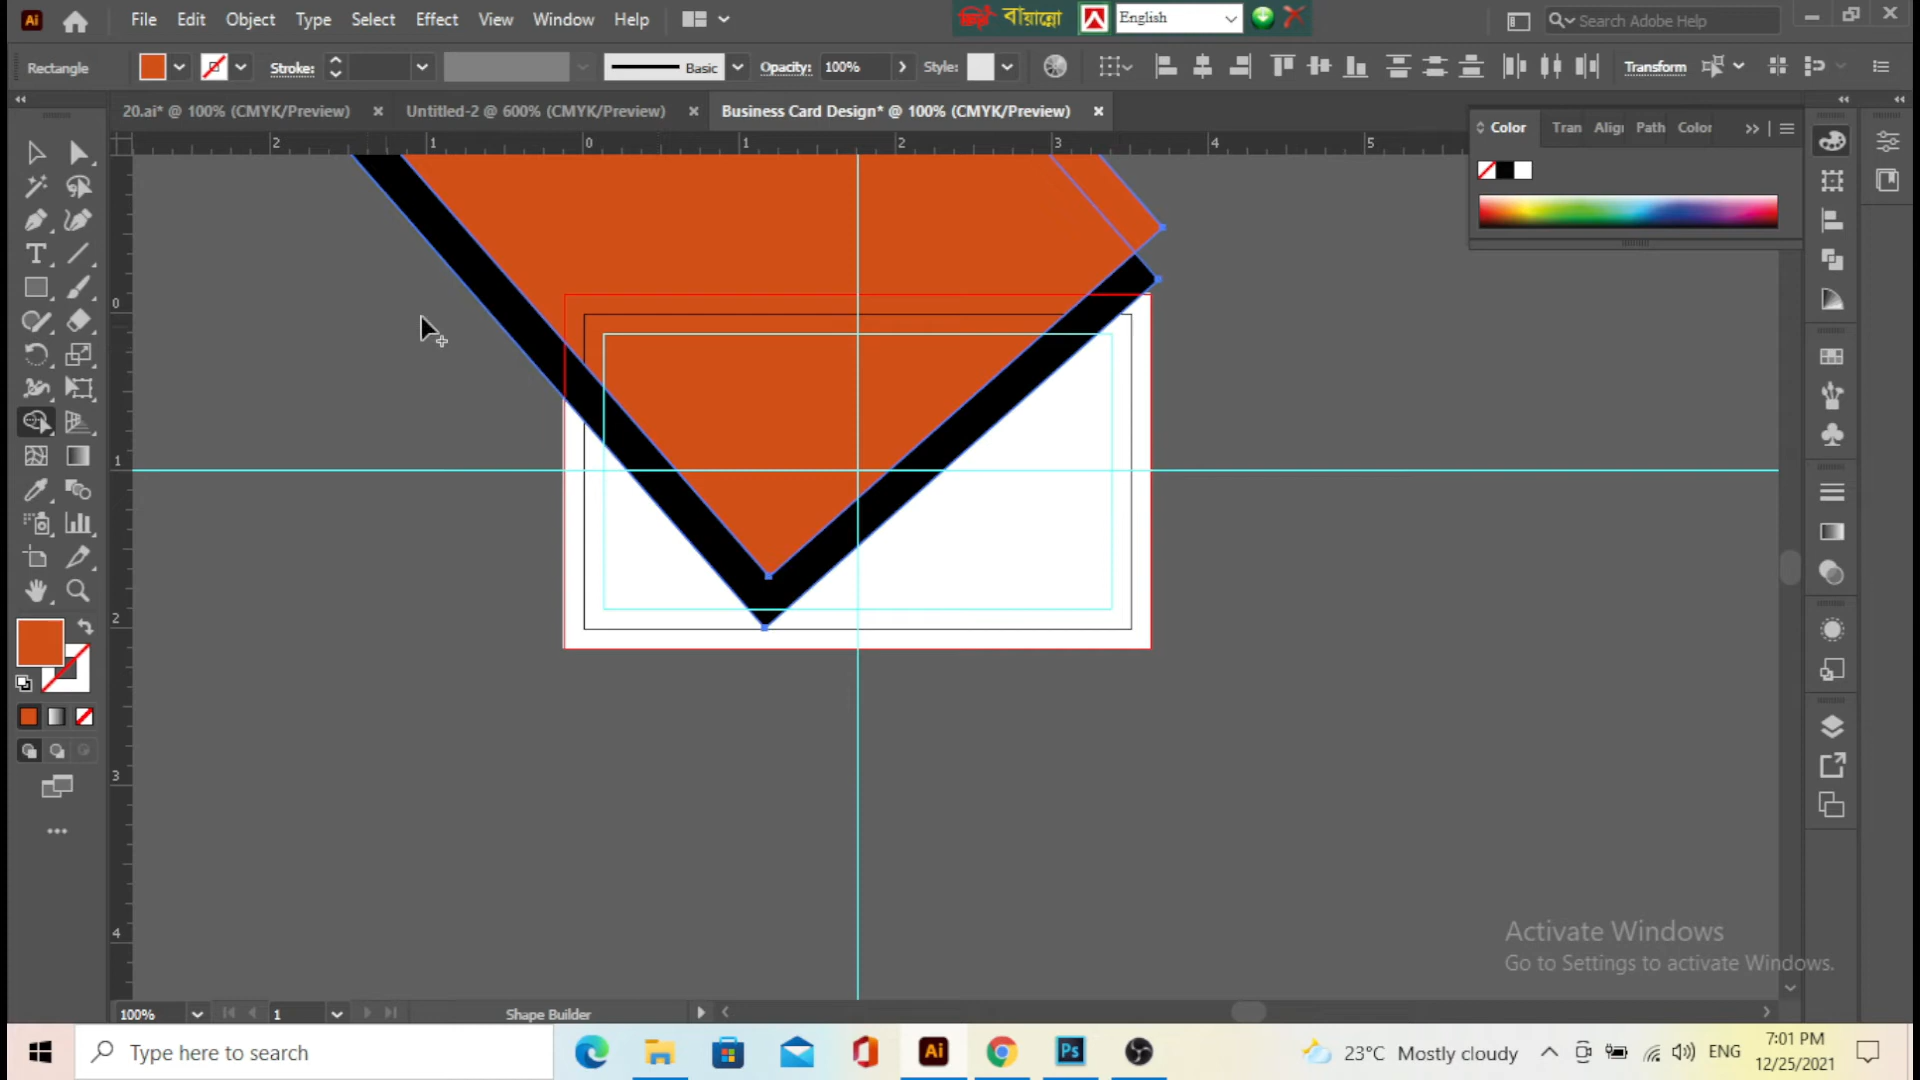 Ai File Edit Object Type Select Effect View Window Help
বায়ান্নো English
Search Adobe Help
Rectangle Stroke: Basic Opacity: 100% Style: Transform
20.ai* @ 100% (CMYK/Preview) Untitled-2 @ 600% (CMYK/Preview) Business Card Design* @ 100% (CMYK/Preview)
Color Tran Aligi Path Color
2 1 0 1 2 3 4 5
0
1
2
3
4
Activate Windows
Go to Settings to activate Windows.
100% 1 Shape Builder
Type here to search
Ai Ps
23°C Mostly cloudy ENG
7:01 PM
12/25/2021